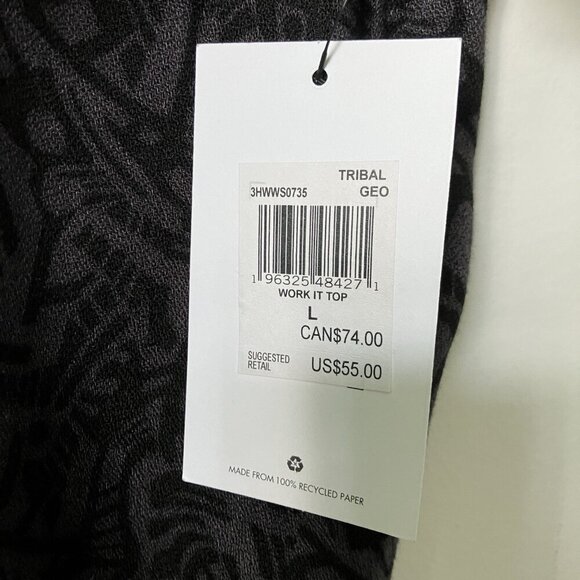 TRIBAL
3HWWS0735 GEO
1 96325 48427 1
WORK IT TOP
L
CAN$74.00
SUGGESTED
RETAIL
US$55.00
MADE FROM 100% RECYCLED PAPER